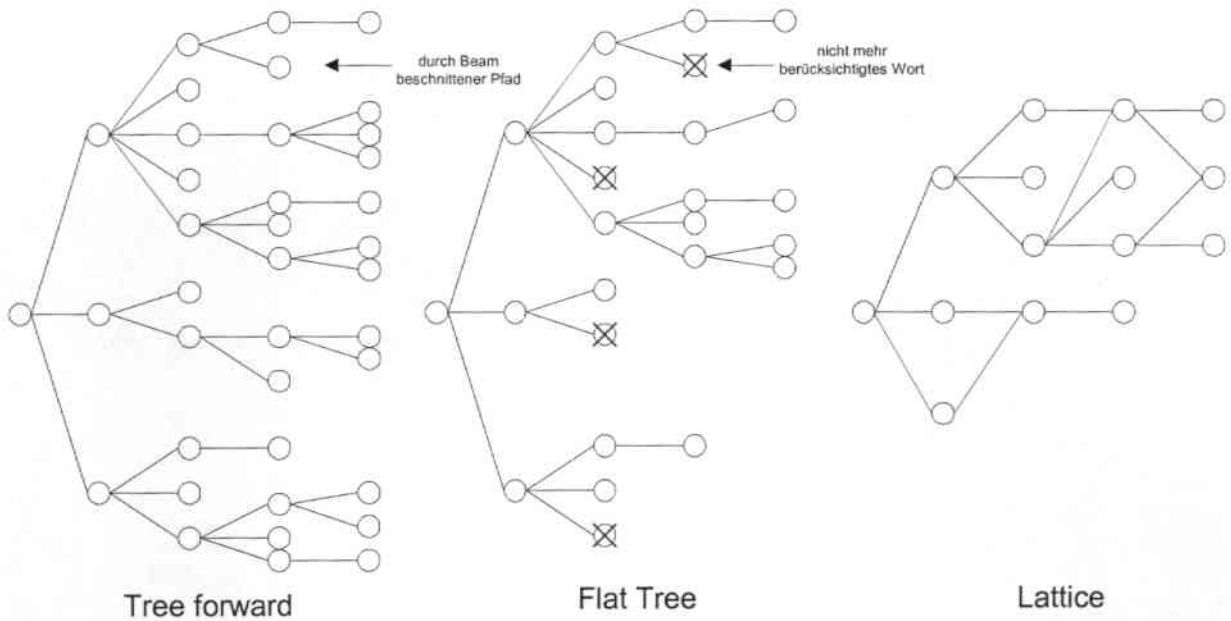 durch Beam
beschnittener Pfad
nicht mehr
berücksichtigtes Wort
Tree forward
Flat Tree
Lattice